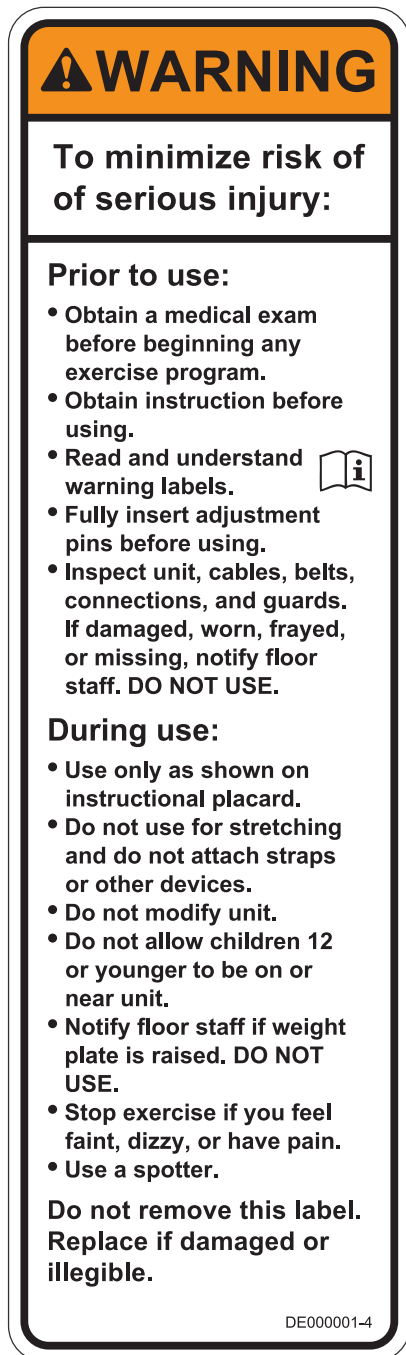 WARNING
To minimize risk of
of serious injury:
Prior to use:
• Obtain a medical exam
before beginning any
exercise program.
• Obtain instruction before
using.
• Read and understand
warning labels.
• Fully insert adjustment
pins before using.
• Inspect unit, cables, belts,
connections, and guards.
If damaged, worn, frayed,
or missing, notify floor
staff. DO NOT USE.
During use:
• Use only as shown on
instructional placard.
• Do not use for stretching
and do not attach straps
or other devices.
• Do not modify unit.
• Do not allow children 12
or younger to be on or
near unit.
• Notify floor staff if weight
plate is raised. DO NOT
USE.
• Stop exercise if you feel
faint, dizzy, or have pain.
• Use a spotter.
Do not remove this label.
Replace if damaged or
illegible.
DE000001-4